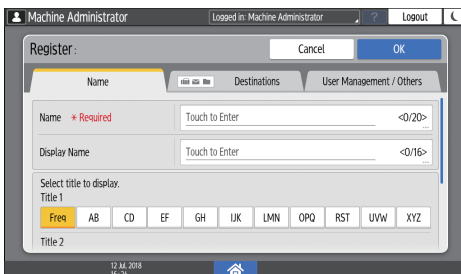 Machine Administrator
Logged in: Machine Administrator
?
Logout
Register :
Cancel
OK
Name
Destinations
User Management / Others
Name * Required
Touch to Enter
<0/20>
Display Name
Touch to Enter
<0/16>
Select title to display.
Title 1
Freq AB CD EF GH IJK LMN OPQ RST UVW XYZ
Title 2
12 Jul. 2018